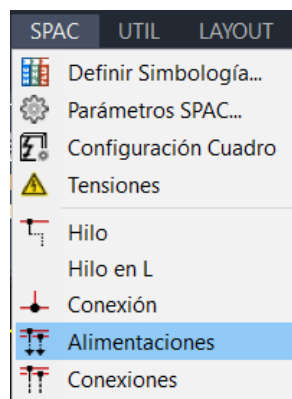 SPAC UTIL LAYOUT
Definir Simbología...
Parámetros SPAC...
Configuración Cuadro
Tensiones
Hilo
Hilo en L
Conexión
Alimentaciones
Conexiones